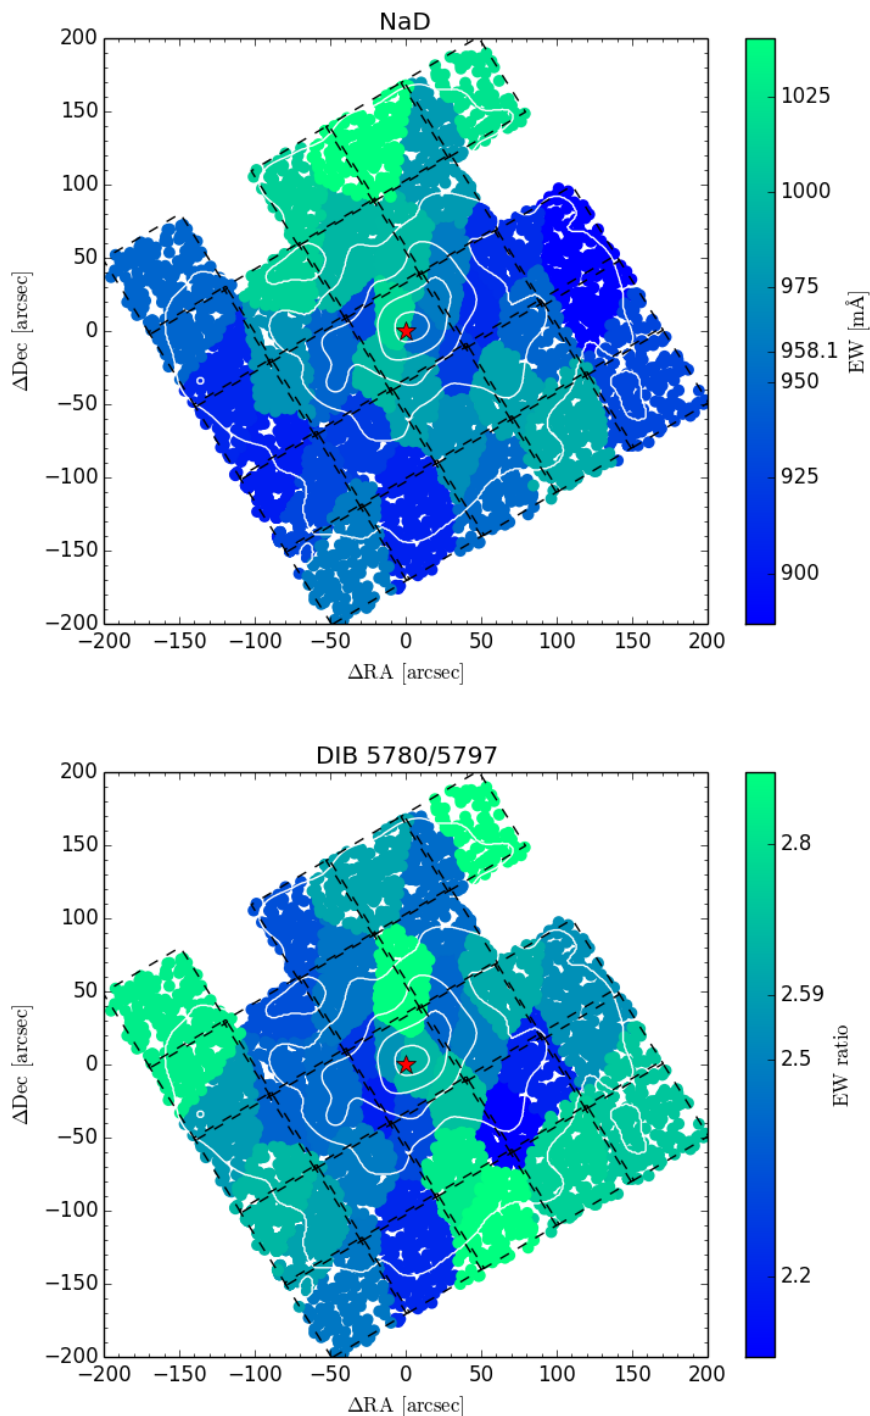 NaD
200
150
100
50
0
−50
−100
−150
−200
ΔDec [arcsec]
−200 −150 −100 −50 0 50 100 150 200
ΔRA [arcsec]
1025
1000
975
958.1
950
925
900
EW [mÅ]
DIB 5780/5797
200
150
100
50
0
−50
−100
−150
−200
ΔDec [arcsec]
−200 −150 −100 −50 0 50 100 150 200
ΔRA [arcsec]
2.8
2.59
2.5
2.2
EW ratio